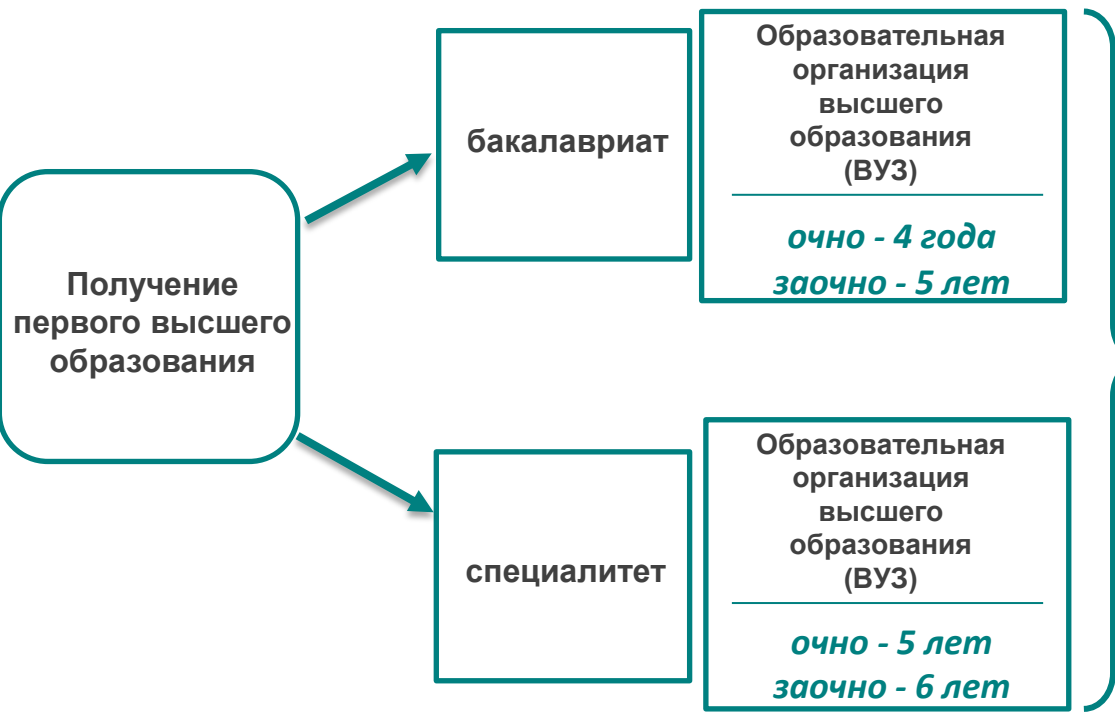 Получение
первого высшего
образования
бакалавриат
Образовательная
организация
высшего
образования
(ВУЗ)
очно - 4 года
заочно - 5 лет
специалитет
Образовательная
организация
высшего
образования
(ВУЗ)
очно - 5 лет
заочно - 6 лет